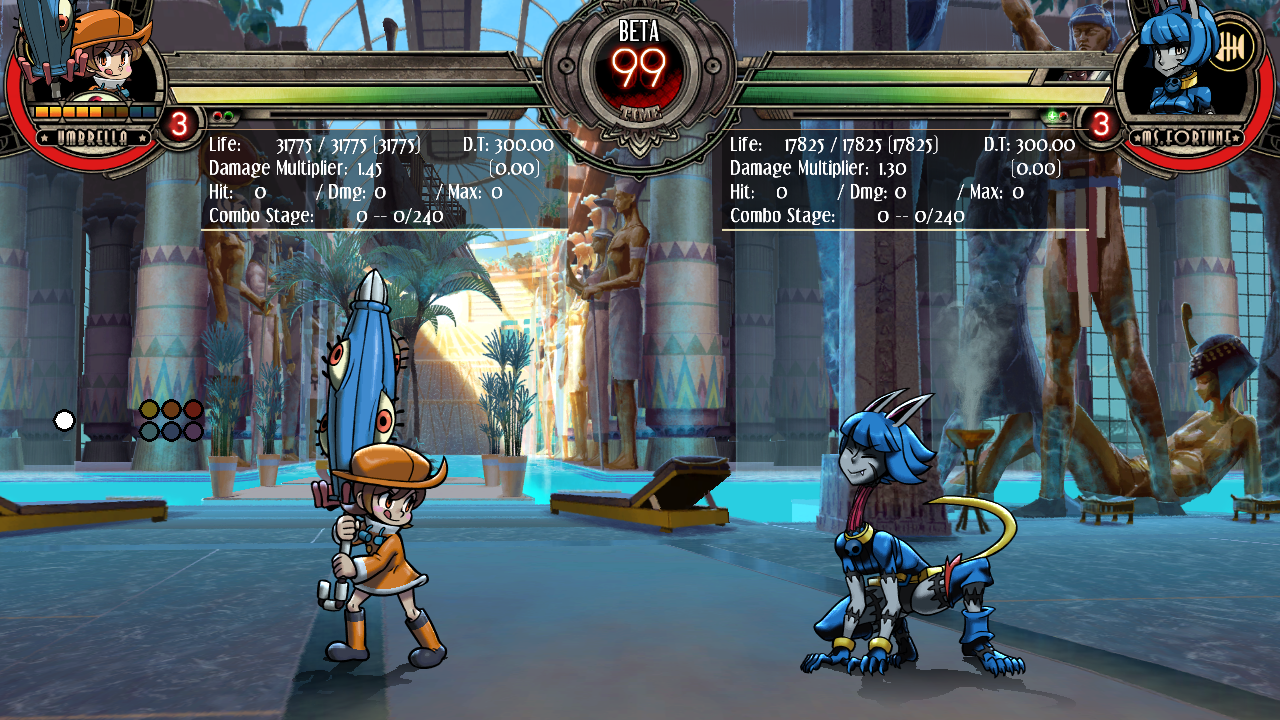 BETA
99
TIME
UMBRELLA
3
3
MS. FORTUNE
Life: 31775 / 31775 (31775) D.T: 300.00
Damage Multiplier: 1.45 (0.00)
Hit: 0 / Dmg: 0 / Max: 0
Combo Stage: 0 -- 0/240
Life: 17825 / 17825 (17825) D.T: 300.00
Damage Multiplier: 1.30 (0.00)
Hit: 0 / Dmg: 0 / Max: 0
Combo Stage: 0 -- 0/240